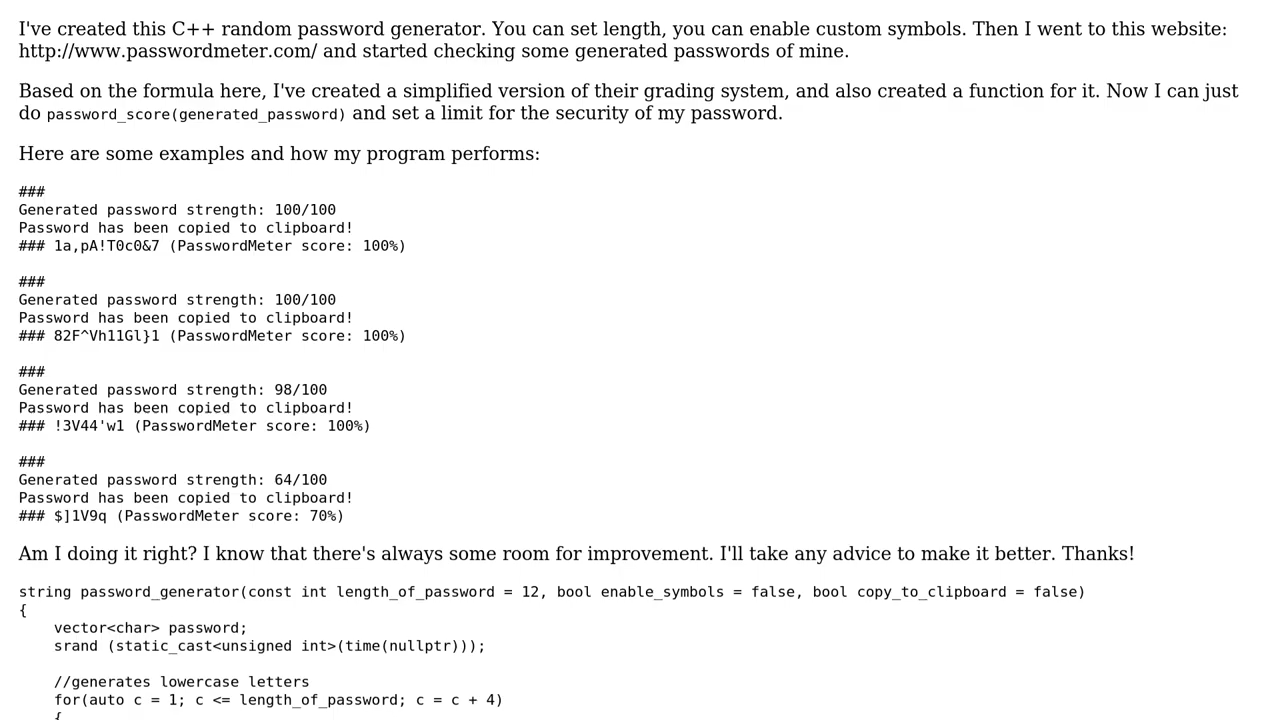 I've created this C++ random password generator. You can set length, you can enable custom symbols. Then I went to this website:
http://www.passwordmeter.com/ and started checking some generated passwords of mine.
Based on the formula here, I've created a simplified version of their grading system, and also created a function for it. Now I can just
do password_score(generated_password) and set a limit for the security of my password.
Here are some examples and how my program performs:
###
Generated password strength: 100/100
Password has been copied to clipboard!
### 1a,pA!T0c0&7 (PasswordMeter score: 100%)
###
Generated password strength: 100/100
Password has been copied to clipboard!
### 82F^Vh11Gl}1 (PasswordMeter score: 100%)
###
Generated password strength: 98/100
Password has been copied to clipboard!
### !3V44'w1 (PasswordMeter score: 100%)
###
Generated password strength: 64/100
Password has been copied to clipboard!
### $]1V9q (PasswordMeter score: 70%)
Am I doing it right? I know that there's always some room for improvement. I'll take any advice to make it better. Thanks!
string password_generator(const int length_of_password = 12, bool enable_symbols = false, bool copy_to_clipboard = false)
{
    vector<char> password;
    srand (static_cast<unsigned int>(time(nullptr)));
    //generates lowercase letters
    for(auto c = 1; c <= length_of_password; c = c + 4)
    {